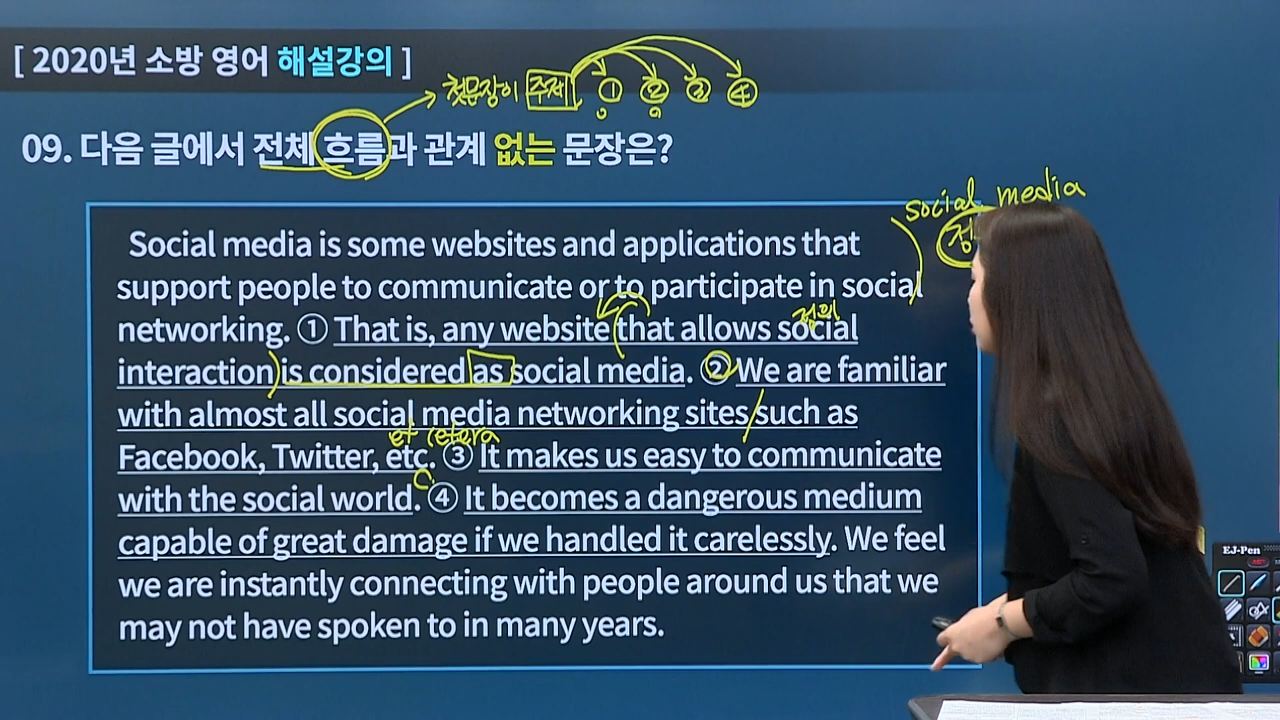 [ 2020년 소방 영어 해설강의 ]
첫문장이 주제 ① ② ③ ④
09. 다음 글에서 전체 흐름과 관계 없는 문장은?
social media
정
Social media is some websites and applications that
support people to communicate or to participate in social
정의
networking. ① That is, any website that allows social
interaction is considered as social media. ② We are familiar
with almost all social media networking sites such as
et cetera
Facebook, Twitter, etc. ③ It makes us easy to communicate
with the social world. ④ It becomes a dangerous medium
capable of great damage if we handled it carelessly. We feel
we are instantly connecting with people around us that we
may not have spoken to in many years.
EJ-Pen